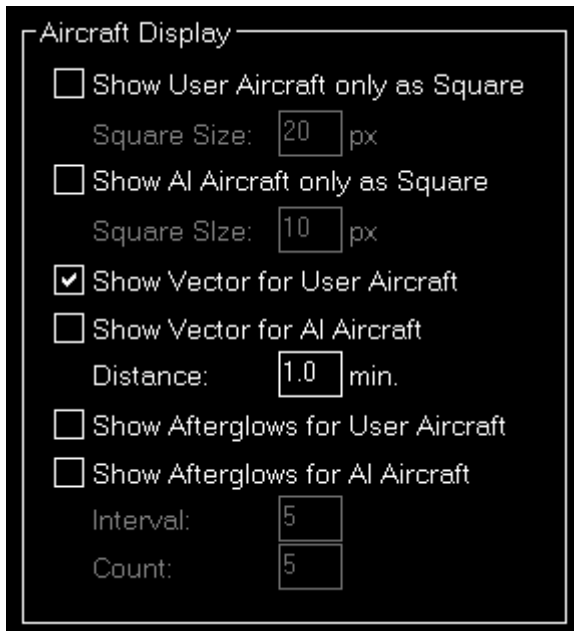 Aircraft Display
Show User Aircraft only as Square
Square Size: 20 px
Show AI Aircraft only as Square
Square SIze: 10 px
Show Vector for User Aircraft
Show Vector for AI Aircraft
Distance: 1.0 min.
Show Afterglows for User Aircraft
Show Afterglows for AI Aircraft
Interval: 5
Count: 5